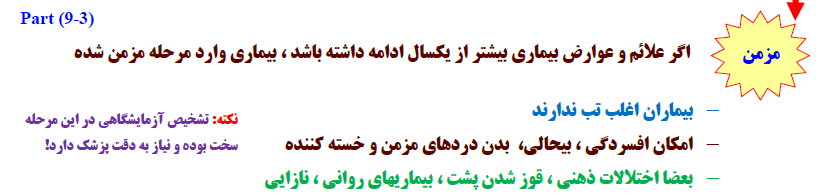 Part (9-3)
مزمن
اگر علائم و عوارض بیماری بیشتر از یکسال ادامه داشته باشد ، بیماری وارد مرحله مزمن شده
– بیماران اغلب تب ندارند
– امکان افسردگی ، بیحالی، بدن دردهای مزمن و خسته کننده
– بعضا اختلالات ذهنی ، قوز شدن پشت ، بیماریهای روانی ، نازایی
نکته: تشخیص آزمایشگاهی در این مرحله
سخت بوده و نیاز به دقت پزشک دارد!